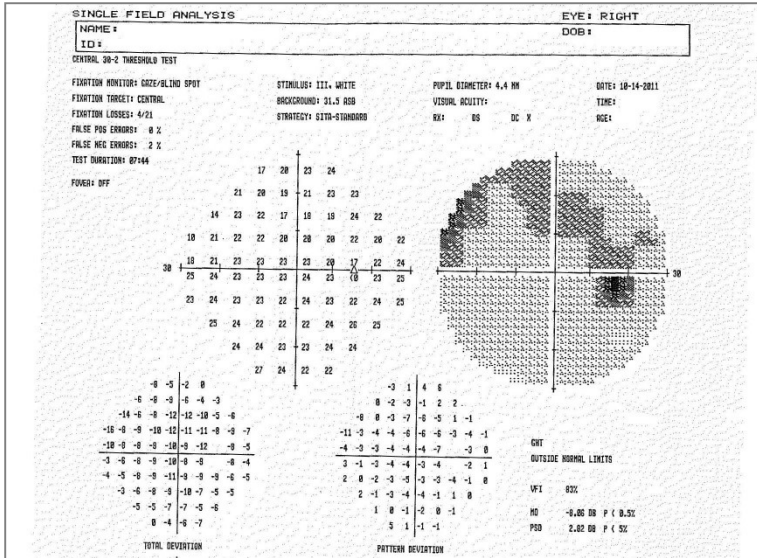 SINGLE FIELD ANALYSIS EYE: RIGHT
NAME: DOB:
ID:
CENTRAL 30-2 THRESHOLD TEST
FIXATION MONITOR: GAZE/BLIND SPOT STIMULUS: III, WHITE PUPIL DIAMETER: 4.4 MM DATE: 10-14-2011
FIXATION TARGET: CENTRAL BACKGROUND: 31.5 ASB VISUAL ACUITY: TIME:
FIXATION LOSSES: 4/21 STRATEGY: SITA-STANDARD RX: DS DC X AGE:
FALSE POS ERRORS: 0 %
FALSE NEG ERRORS: 2 %
TEST DURATION: 07:44
FOVEA: OFF
17 20 23 24
21 20 19 21 23 23
14 23 22 17 18 19 24 22
10 21 22 22 20 20 20 22 20 22
18 21 23 23 23 23 20 17 22 24
30 30
25 24 23 23 23 24 23 <0 23 25
23 24 23 23 22 24 23 22 24 25
25 24 22 22 22 24 26 25
24 24 23 23 24 24
27 24 22 22
-8 -5 -2 0
-6 -8 -9 -6 -4 -3
-14 -6 -8 -12 -12 -10 -5 -6
-16 -8 -9 -10 -12 -11 -11 -8 -9 -7
-10 -8 -8 -8 -10 -9 -12 -8 -5
-3 -6 -8 -9 -10 -8 -9 -8 -4
-4 -5 -8 -9 -11 -9 -9 -9 -6 -5
-3 -6 -8 -9 -10 -7 -5 -5
-5 -5 -7 -7 -5 -6
0 -4 -6 -7
TOTAL DEVIATION
-3 1 4 6
0 -2 -3 -1 2 2
-8 0 -3 -7 -6 -5 1 -1
-11 -3 -4 -4 -6 -6 -6 -3 -4 -1
-4 -3 -3 -4 -4 -4 -7 -3 0
3 -1 -3 -4 -4 -3 -4 -2 1
2 0 -2 -3 -5 -3 -3 -4 -1 0
2 -1 -3 -4 -4 -1 1 0
1 0 -1 -2 0 -1
5 1 -1 -1
PATTERN DEVIATION
GHT
OUTSIDE NORMAL LIMITS
VFI 83%
MD -8.06 DB P < 0.5%
PSD 2.82 DB P < 5%